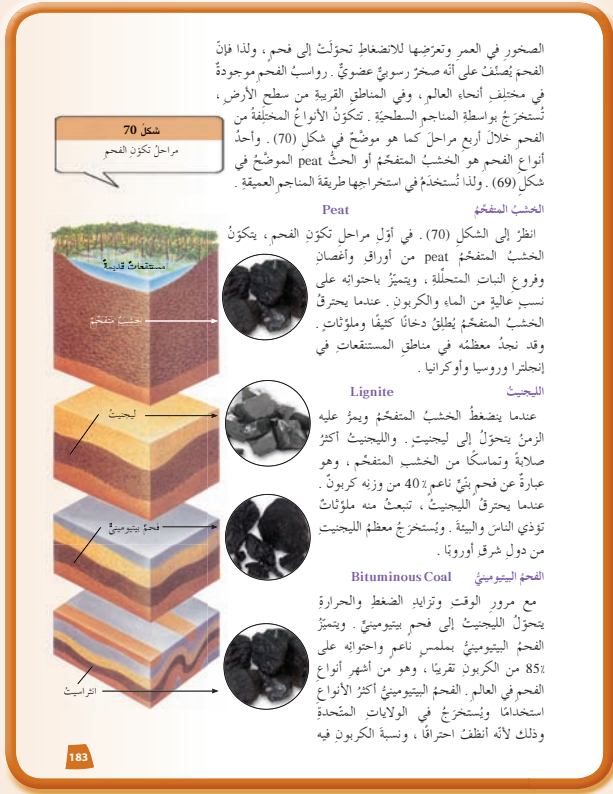 الصخورِ في العمرِ وتعرّضِها للانضغاطِ تحوّلَتْ إلى فحمٍ ، ولذا فإنّ
الفحمَ يُصنَّفُ على أنّه صخرٌ رسوبيٌّ عضويٌّ . رواسبُ الفحمِ موجودةٌ
في مختلِفِ أنحاءِ العالمِ ، وفي المناطقِ القريبةِ من سطحِ الأرضِ ،
تُستخرَجُ بواسطةِ المناجمِ السطحيّةِ . تتكوّنُ الأنواعُ المختلِفةُ من
الفحمِ خلالَ أربعِ مراحلَ كما هو موضّحٌ في شكلِ (70) . وأحدُ
أنواعِ الفحمِ هو الخشبُ المتفحّمُ أو الحثُّ peat الموضّحُ في
شكلِ (69) . ولذا تُستخدَمُ في استخراجِها طريقةَ المناجمِ العميقةِ .
شكلُ 70
مراحلُ تكوّنِ الفحمِ
الخشبُ المتفحّمُ Peat
انظرْ إلى الشكلِ (70) . في أوّلِ مراحلِ تكوّنِ الفحمِ ، يتكوّنُ
الخشبُ المتفحّمُ peat من أوراقِ وأغصانِ
وفروعِ النباتِ المتحلّلةِ ، ويتميّزُ باحتوائِه على
نسبٍ عاليةٍ من الماءِ والكربونِ . عندما يحترقُ
الخشبُ المتفحّمُ يُطلِقُ دخانًا كثيفًا وملوّثاتٍ .
وقد نجدُ معظمَه في مناطقِ المستنقعاتِ في
إنجلترا وروسيا وأوكرانيا .
الليجنيتُ Lignite
عندما ينضغطُ الخشبُ المتفحّمُ ويمرُّ عليه
الزمنُ يتحوّلُ إلى ليجنيتٍ . والليجنيتُ أكثرُ
صلابةً وتماسكًا من الخشبِ المتفحّمِ ، وهو
عبارةٌ عن فحمٍ بنّيٍّ ناعمٍ ٪40 من وزنِه كربونٌ .
عندما يحترقُ الليجنيتُ ، تنبعثُ منه ملوّثاتٌ
تؤذي الناسَ والبيئةَ . ويُستخرَجُ معظمُ الليجنيتِ
من دولِ شرقِ أوروبّا .
الفحمُ البيتيومينيُّ Bituminous Coal
مع مرورِ الوقتِ وتزايدِ الضغطِ والحرارةِ
يتحوّلُ الليجنيتُ إلى فحمٍ بيتيومينيٍّ . ويتميّزُ
الفحمُ البيتيومينيُّ بملمسٍ ناعمٍ واحتوائِه على
٪85 من الكربونِ تقريبًا ، وهو من أشهرِ أنواعِ
الفحمِ في العالمِ . الفحمُ البيتيومينيُّ أكثرُ الأنواعِ
استخدامًا ويُستخرَجُ في الولاياتِ المتّحدةِ
وذلك لأنّه أنظفُ احتراقًا ، ونسبةَ الكربونِ فيه
مستنقعاتٌ قديمةٌ
خشبٌ متفحّمٌ
ليجنيتُ
فحمٌ بيتيومينيٌّ
انثراسيتُ
183